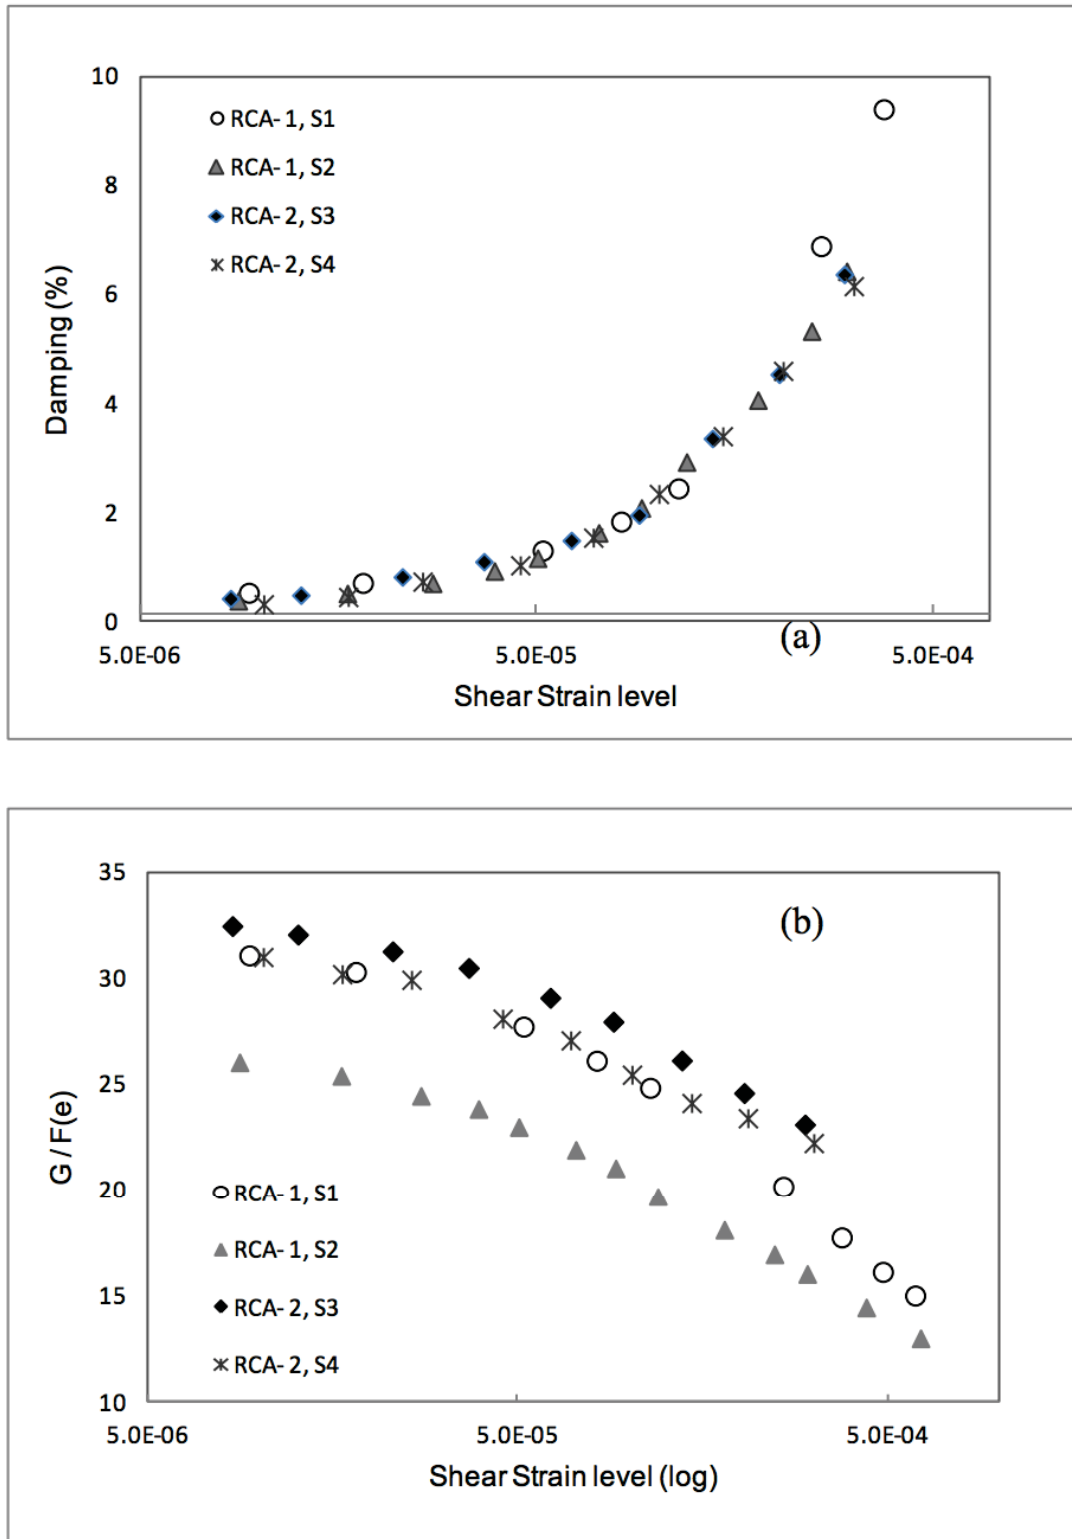 10
RCA- 1, S1
8
RCA- 1, S2
RCA- 2, S3
RCA- 2, S4
6
Damping (%)
4
2
0
(a)
5.0E-06
5.0E-05
5.0E-04
Shear Strain level
35
(b)
30
25
G / F(e)
20
RCA- 1, S1
RCA- 1, S2
15
RCA- 2, S3
RCA- 2, S4
10
5.0E-06
5.0E-05
5.0E-04
Shear Strain level (log)